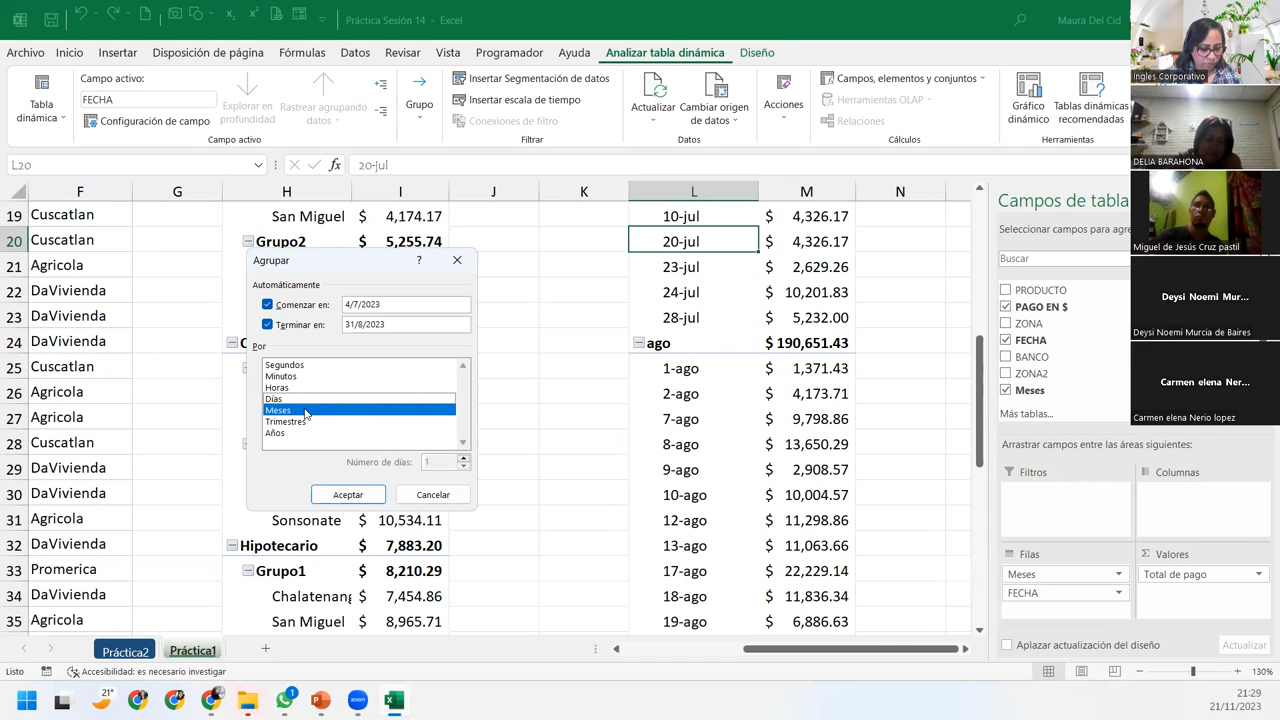 Práctica Sesión 14 - Excel
Maura Del Cid
Archivo Inicio Insertar Disposición de página Fórmulas Datos Revisar Vista Programador Ayuda Analizar tabla dinámica Diseño
Tabla dinámica
Campo activo:
FECHA
Configuración de campo
Explorar en profundidad
Rastrear agrupando datos
Campo activo
Grupo
Insertar Segmentación de datos
Insertar escala de tiempo
Conexiones de filtro
Filtrar
Actualizar
Cambiar origen de datos
Datos
Acciones
Campos, elementos y conjuntos
Herramientas OLAP
Relaciones
Cálculos
Gráfico dinámico
Tablas dinámicas recomendadas
Herramientas
L20 fx 20-jul
F G H I J K L M N
19 Cuscatlan San Miguel $ 4,174.17 10-jul $ 4,326.17
20 Cuscatlan Grupo2 $ 5,255.74 20-jul $ 4,326.17
21 Agricola 23-jul $ 2,629.26
22 DaVivienda 24-jul $ 10,201.83
23 DaVivienda 28-jul $ 5,232.00
24 DaVivienda C ago $ 190,651.43
25 Cuscatlan 1-ago $ 1,371.43
26 Agricola 2-ago $ 4,173.71
27 Agricola 7-ago $ 9,798.86
28 Cuscatlan 8-ago $ 13,650.29
29 DaVivienda 9-ago $ 2,908.57
30 DaVivienda 10-ago $ 10,004.57
31 Agricola Sonsonate $ 10,534.11 12-ago $ 11,298.86
32 DaVivienda Hipotecario $ 7,883.20 13-ago $ 11,063.66
33 Promerica Grupo1 $ 8,210.29 17-ago $ 22,229.14
34 DaVivienda Chalatenang $ 7,454.86 18-ago $ 11,836.34
35 Agricola San Miguel $ 8,965.71 19-ago $ 6,886.63
Agrupar ?
Automáticamente
Comenzar en: 4/7/2023
Terminar en: 31/8/2023
Por
Segundos
Minutos
Horas
Días
Meses
Trimestres
Años
Número de días: 1
Aceptar Cancelar
Campos de tabla
Seleccionar campos para agre
Buscar
PRODUCTO
PAGO EN $
ZONA
FECHA
BANCO
ZONA2
Meses
Más tablas...
Arrastrar campos entre las áreas siguientes:
Filtros Columnas
Filas Σ Valores
Meses Total de pago
FECHA
Aplazar actualización del diseño Actualizar
Ingles Corporativo
DELIA BARAHONA
Miguel de Jesús Cruz pastil
Deysi Noemi Mur...
Deysi Noemi Murcia de Baires
Carmen elena Ner...
Carmen elena Nerio lopez
Práctica2 Práctica1
Listo Accesibilidad: es necesario investigar 130%
21° 1 zoom
21:29
21/11/2023